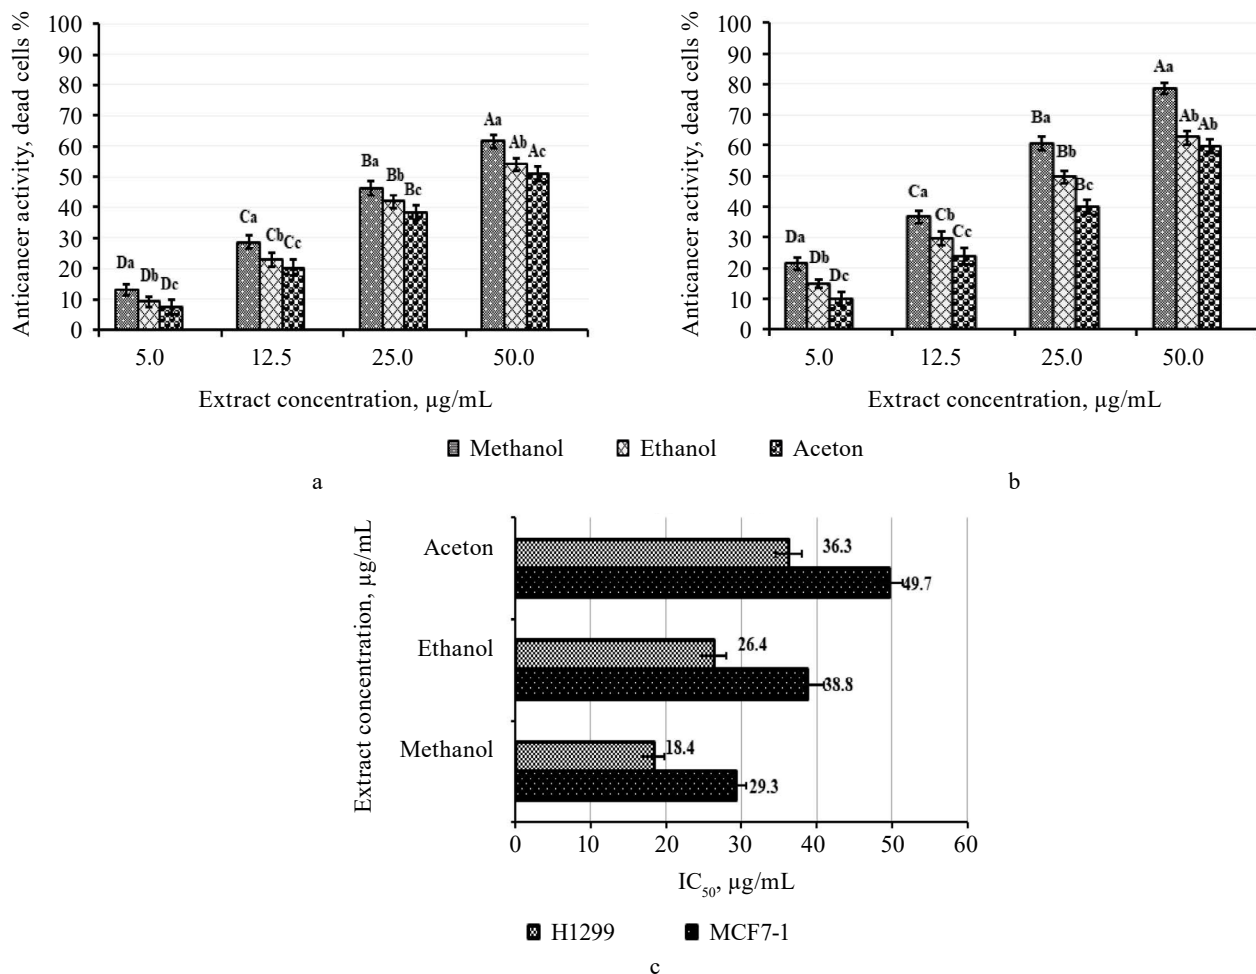 Anticancer activity, dead cells %
100
90
80
70
60
50
40
30
20
10
0
Da
Db
Dc
Ca
Cb
Cc
Ba
Bb
Bc
Aa
Ab
Ac
5.0 12.5 25.0 50.0
Extract concentration, µg/mL
Anticancer activity, dead cells %
100
90
80
70
60
50
40
30
20
10
0
Da
Db
Dc
Ca
Cb
Cc
Ba
Bb
Bc
Aa
Ab
Ab
5.0 12.5 25.0 50.0
Extract concentration, µg/mL
Methanol Ethanol Aceton
a
b
Extract concentration, µg/mL
Aceton
36.3
49.7
Ethanol
26.4
38.8
Methanol
18.4
29.3
0 10 20 30 40 50 60
IC50, µg/mL
H1299 MCF7-1
c